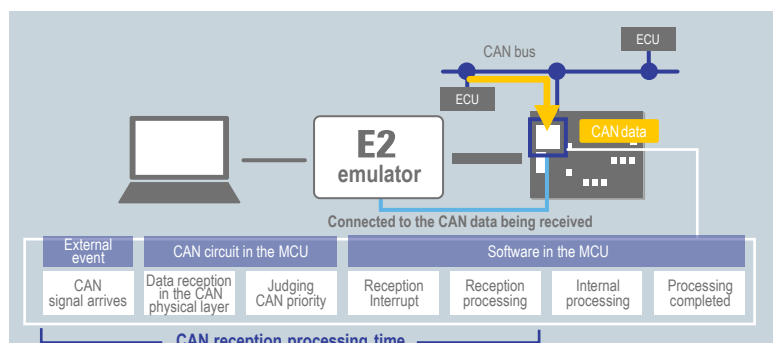 ECU
CAN bus
ECU
CAN data
E2
emulator
Connected to the CAN data being received
External
event
CAN circuit in the MCU
Software in the MCU
CAN
signal arrives
Data reception
in the CAN
physical layer
Judging
CAN priority
Reception
Interrupt
Reception
processing
Internal
processing
Processing
completed
CAN reception processing time